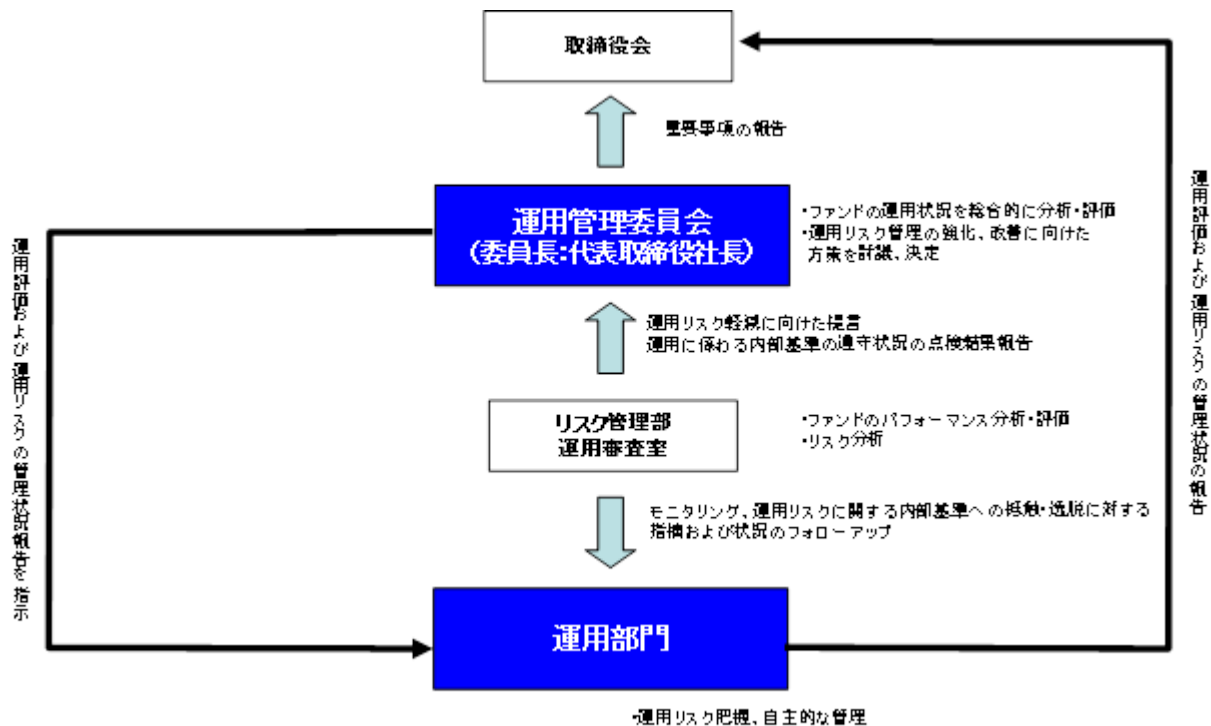 取締役会
重要事項の報告
運用管理委員会
(委員長:代表取締役社長)
・ファンドの運用状況を総合的に分析・評価
・運用リスク管理の強化、改善に向けた
方策を討議、決定
運用リスク軽減に向けた提言
運用に係わる内部基準の遵守状況の点検結果報告
リスク管理部
運用審査室
・ファンドのパフォーマンス分析・評価
・リスク分析
モニタリング、運用リスクに関する内部基準への抵触・逸脱に対する
指摘および状況のフォローアップ
運用部門
・運用リスク把握、自主的な管理
運用評価および運用リスクの管理状況報告を指示
運用評価および運用リスクの管理状況の報告